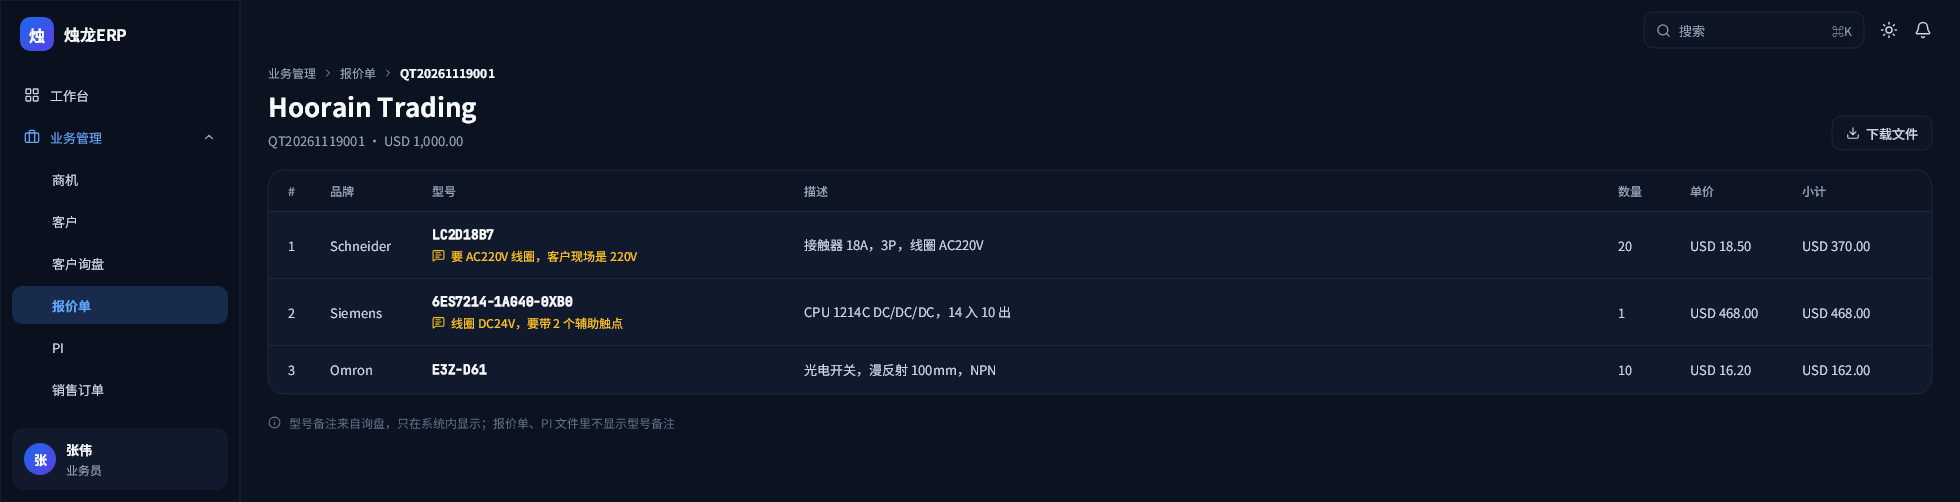 烛 烛龙ERP
搜索 ⌘K
工作台
业务管理
商机
客户
客户询盘
报价单
PI
销售订单
张 张伟
业务员
业务管理 > 报价单 > QT20261119001
Hoorain Trading
QT20261119001 • USD 1,000.00
下载文件
# 品牌 型号 描述 数量 单价 小计
1 Schneider LC2D18B7 接触器 18A，3P，线圈 AC220V 20 USD 18.50 USD 370.00
要 AC220V 线圈，客户现场是 220V
2 Siemens 6ES7214-1AG40-0XB0 CPU 1214C DC/DC/DC，14 入 10 出 1 USD 468.00 USD 468.00
线圈 DC24V，要带 2 个辅助触点
3 Omron E3Z-D61 光电开关，漫反射 100mm，NPN 10 USD 16.20 USD 162.00
型号备注来自询盘，只在系统内显示；报价单、PI 文件里不显示型号备注